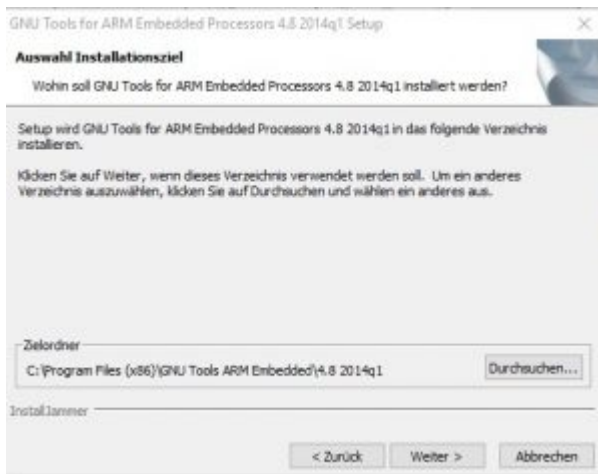 GNU Tools for ARM Embedded Processors 4.8 2014q1 Setup
Auswahl Installationsziel
Wohin soll GNU Tools for ARM Embedded Processors 4.8 2014q1 installiert werden?
Setup wird GNU Tools for ARM Embedded Processors 4.8 2014q1 in das folgende Verzeichnis
installieren.
Klicken Sie auf Weiter, wenn dieses Verzeichnis verwendet werden soll. Um ein anderes
Verzeichnis auszuwählen, klicken Sie auf Durchsuchen und wählen ein anderes aus.
Zielordner
C:\Program Files (x86)\GNU Tools ARM Embedded\4.8 2014q1
Durchsuchen...
InstallJammer
< Zurück
Weiter >
Abbrechen